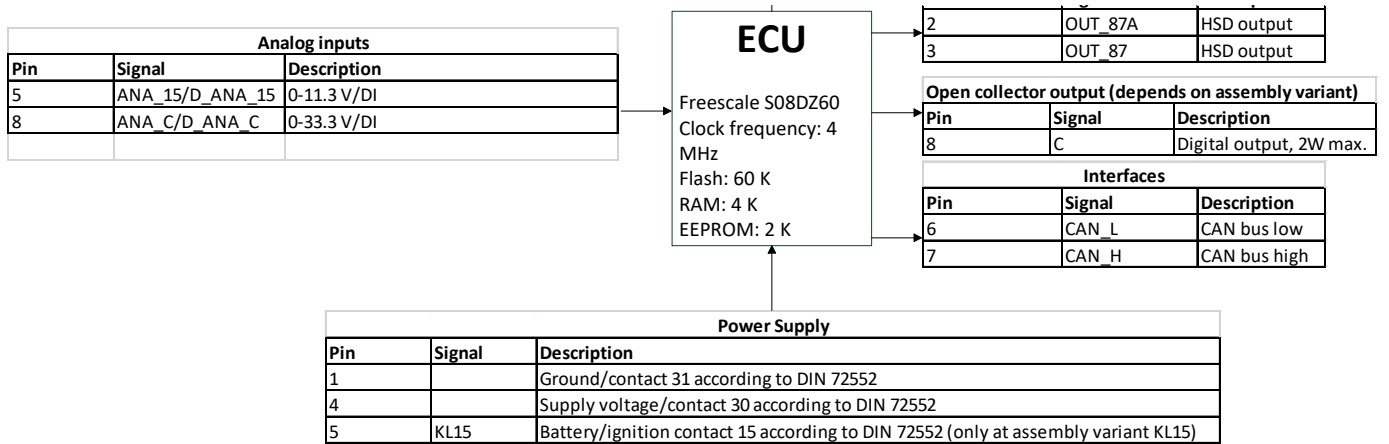 2 OUT_87A HSD output
3 OUT_87 HSD output
Analog inputs
Pin Signal Description
5 ANA_15/D_ANA_15 0-11.3 V/DI
8 ANA_C/D_ANA_C 0-33.3 V/DI
ECU
Freescale S08DZ60
Clock frequency: 4
MHz
Flash: 60 K
RAM: 4 K
EEPROM: 2 K
Open collector output (depends on assembly variant)
Pin Signal Description
8 C Digital output, 2W max.
Interfaces
Pin Signal Description
6 CAN_L CAN bus low
7 CAN_H CAN bus high
Power Supply
Pin Signal Description
1 Ground/contact 31 according to DIN 72552
4 Supply voltage/contact 30 according to DIN 72552
5 KL15 Battery/ignition contact 15 according to DIN 72552 (only at assembly variant KL15)